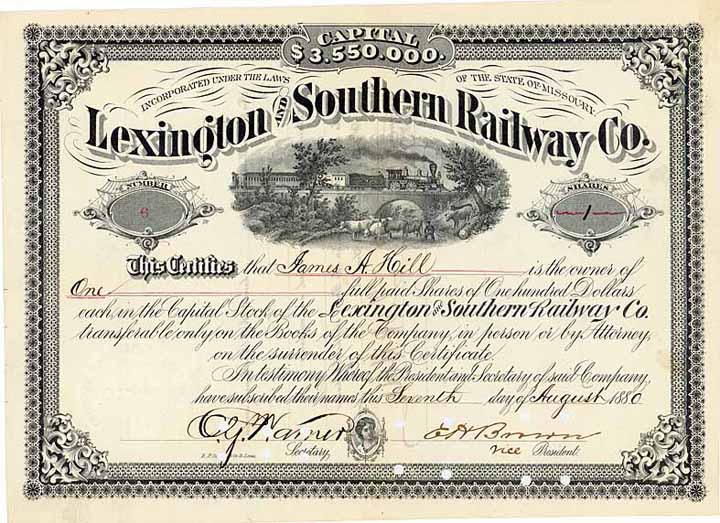 CAPITAL
$3.550.000.
INCORPORATED UNDER THE LAWS OF THE STATE OF MISSOURI.
Lexington AND Southern Railway Co.
NUMBER
6
SHARES
1
This Certifies that James A. Hill is the owner of
One full paid Shares of One hundred Dollars
each, in the Capital Stock of the Lexington and Southern Railway Co.
transferable only on the Books of the Company, in person or by Attorney,
on the surrender of this Certificate.
In testimony Whereof, the President and Secretary of said Company,
have subscribed their names this Seventh day of August 1880
C.G. Warner
E H Brown
Secretary,
vice President.